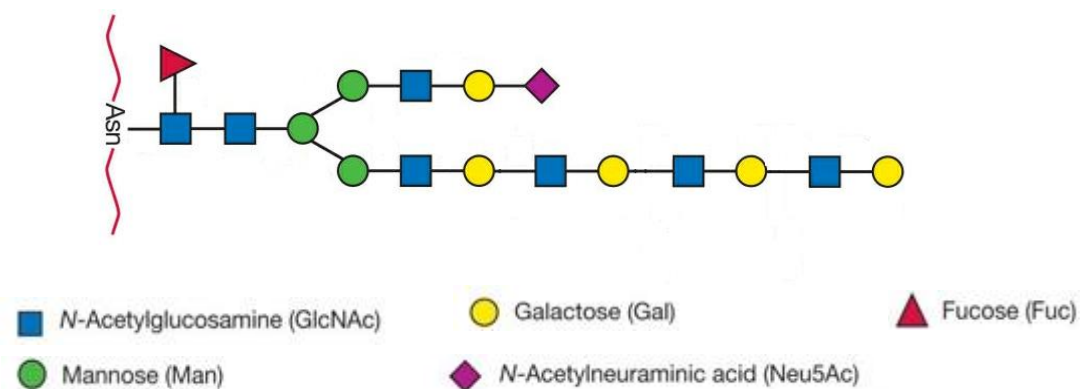 Asn
N-Acetylglucosamine (GlcNAc)
Galactose (Gal)
Fucose (Fuc)
Mannose (Man)
N-Acetylneuraminic acid (Neu5Ac)